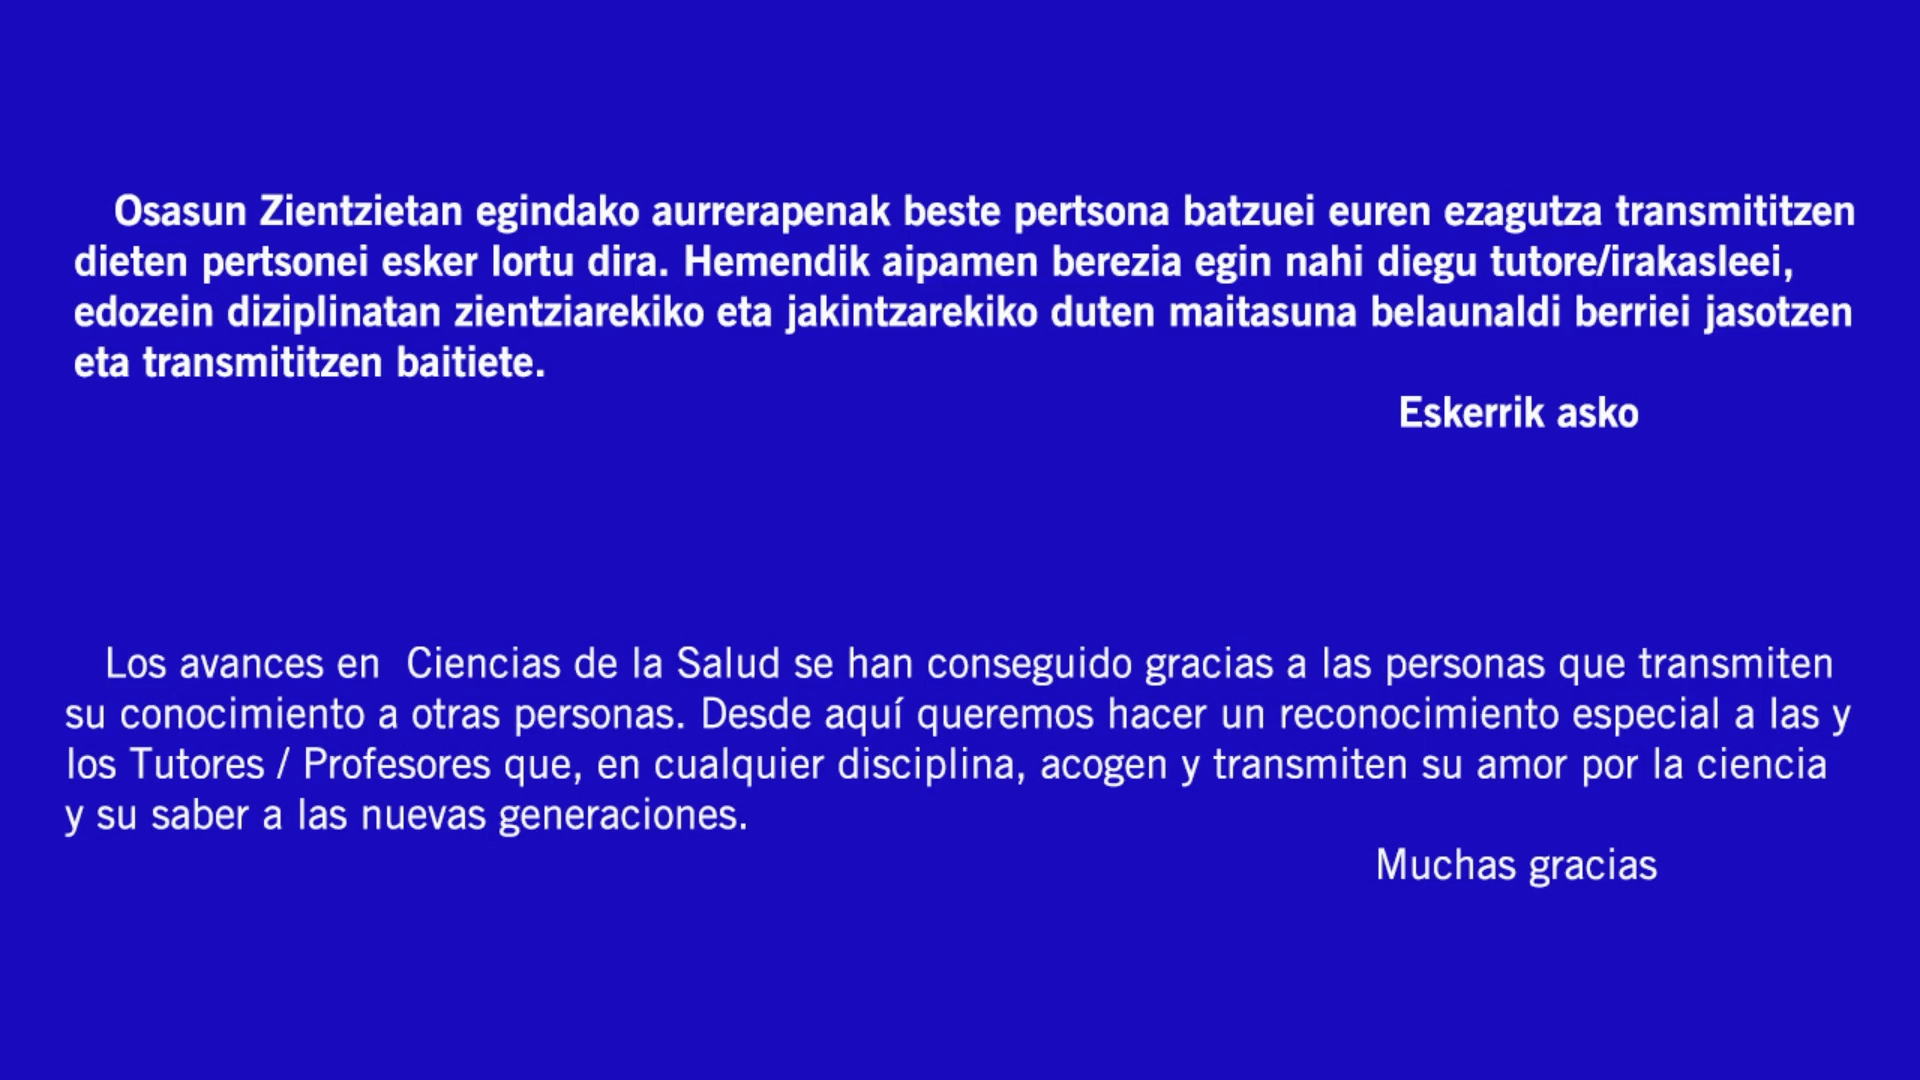 Osasun Zientzietan egindako aurrerapenak beste pertsona batzuei euren ezagutza transmititzen
dieten pertsonei esker lortu dira. Hemendik aipamen berezia egin nahi diegu tutore/irakasleei,
edozein diziplinatan zientziarekiko eta jakintzarekiko duten maitasuna belaunaldi berriei jasotzen
eta transmititzen baitiete.
Eskerrik asko
Los avances en Ciencias de la Salud se han conseguido gracias a las personas que transmiten
su conocimiento a otras personas. Desde aquí queremos hacer un reconocimiento especial a las y
los Tutores / Profesores que, en cualquier disciplina, acogen y transmiten su amor por la ciencia
y su saber a las nuevas generaciones.
Muchas gracias